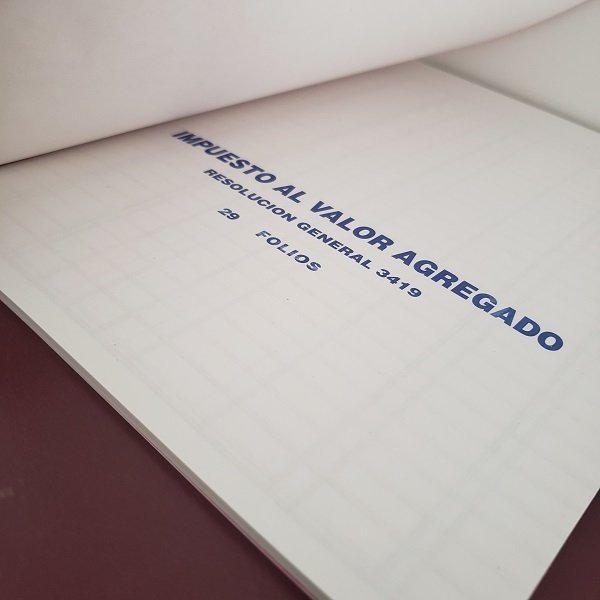 IMPUESTO AL VALOR AGREGADO
RESOLUCION GENERAL 3419
29 FOLIOS